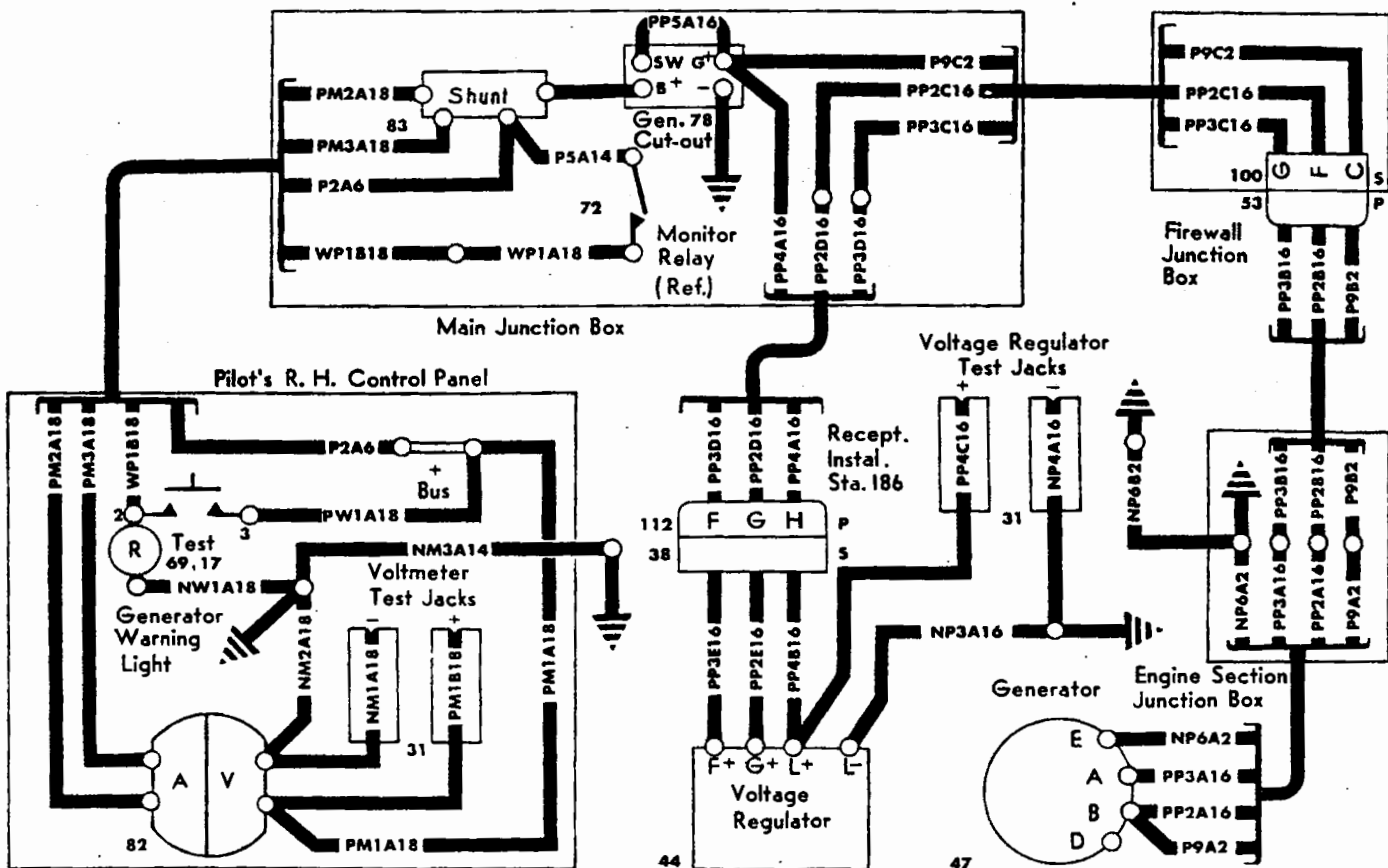 PP5A16
SW G+
B+ -
Gen. 78
Cut-out
PM2A18
Shunt
83
PM3A18
P5A14
P2A6
72
WP1B18
WP1A18
Monitor
Relay
(Ref.)
P9C2
PP2C16
PP3C16
PP4A16
PP2D16
PP3D16
Main Junction Box
P9C2
PP2C16
PP3C16
G F C
100 S
53 P
Firewall
Junction
Box
PP3B16
PP2B16
P9B2
Pilot's R. H. Control Panel
PM2A18
PM3A18
WP1B18
P2A6
+
Bus
2
3
PW1A18
R
Test
69,17
NW1A18
Generator
Warning
Light
NM3A14
Voltmeter
Test Jacks
- +
NM2A18
NM1A18
PM1B18
PM1A18
31
A V
82
PM1A18
PP3D16
PP2D16
PP4A16
Recept.
Instal.
Sta. 186
112 F G H P
38 S
PP3E16
PP2E16
PP4B16
F+ G+ L+ L-
Voltage
Regulator
44
Voltage Regulator
Test Jacks
+ -
PP4C16
NP4A16
31
NP3A16
NP6B2
PP3B16
PP2B16
P9B2
NP6A2
PP3A16
PP2A16
P9A2
Engine Section
Junction Box
Generator
E
A
B
D
47
NP6A2
PP3A16
PP2A16
P9A2